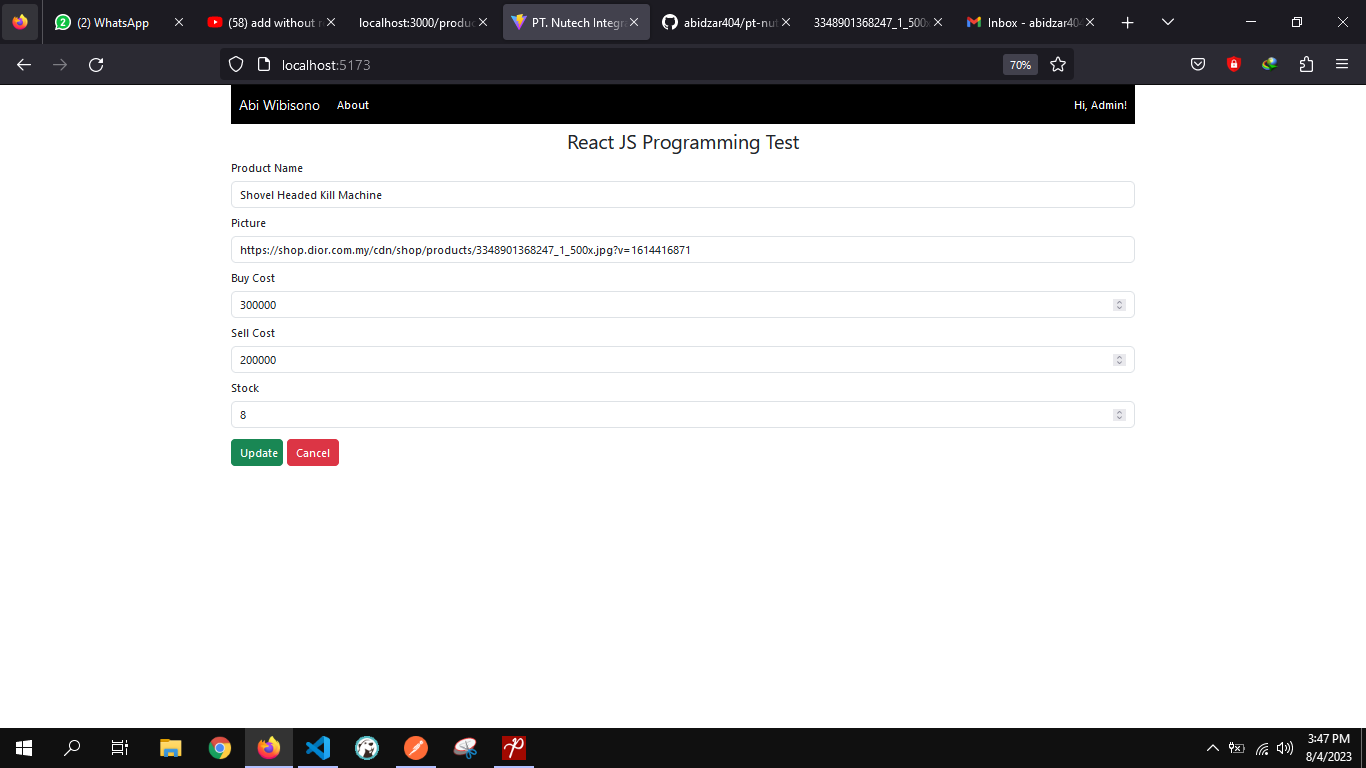 (2) WhatsApp
(58) add without r
localhost:3000/produc
PT. Nutech Integra
abidzar404/pt-nut
3348901368247_1_500x
Inbox - abidzar404
localhost:5173
70%
Abi Wibisono
About
Hi, Admin!
React JS Programming Test
Product Name
Shovel Headed Kill Machine
Picture
https://shop.dior.com.my/cdn/shop/products/3348901368247_1_500x.jpg?v=1614416871
Buy Cost
300000
Sell Cost
200000
Stock
8
Update
Cancel
3:47 PM
8/4/2023